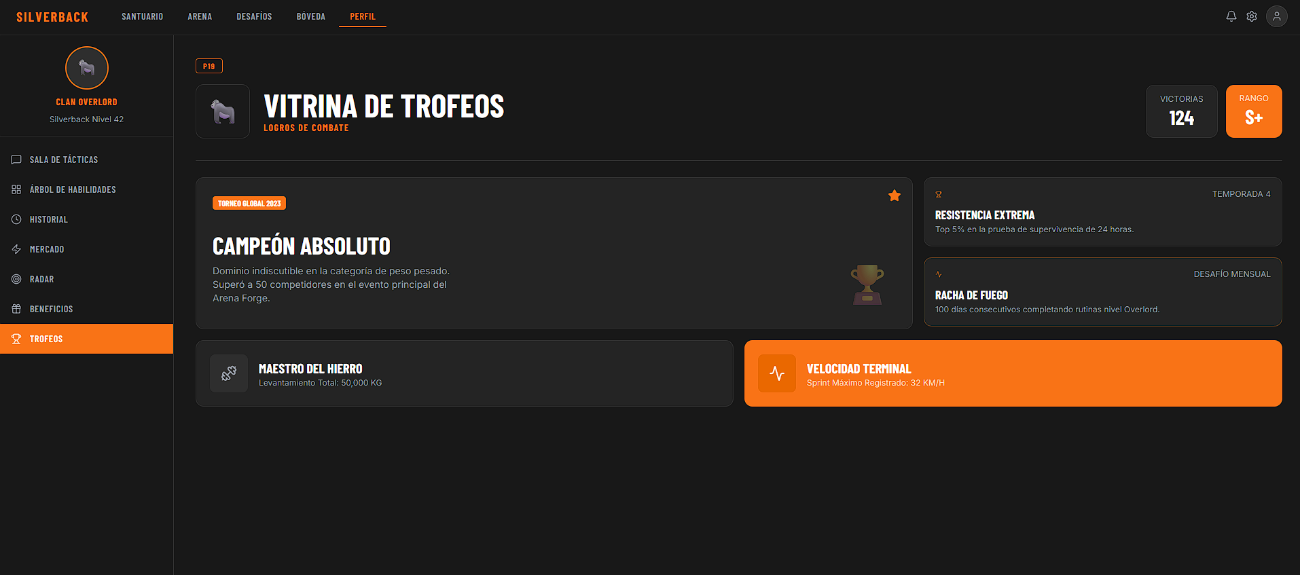 SILVERBACK
SANTUARIO
ARENA
DESAFÍOS
BÓVEDA
PERFIL
CLAN OVERLORD
Silverback Nivel 42
SALA DE TÁCTICAS
ÁRBOL DE HABILIDADES
HISTORIAL
MERCADO
RADAR
BENEFICIOS
TROFEOS
P19
VITRINA DE TROFEOS
LOGROS DE COMBATE
VICTORIAS
124
RANGO
S+
TORNEO GLOBAL 2023
CAMPEÓN ABSOLUTO
Dominio indiscutible en la categoría de peso pesado.
Superó a 50 competidores en el evento principal del
Arena Forge.
TEMPORADA 4
RESISTENCIA EXTREMA
Top 5% en la prueba de supervivencia de 24 horas.
DESAFÍO MENSUAL
RACHA DE FUEGO
100 días consecutivos completando rutinas nivel Overlord.
MAESTRO DEL HIERRO
Levantamiento Total: 50,000 KG
VELOCIDAD TERMINAL
Sprint Máximo Registrado: 32 KM/H